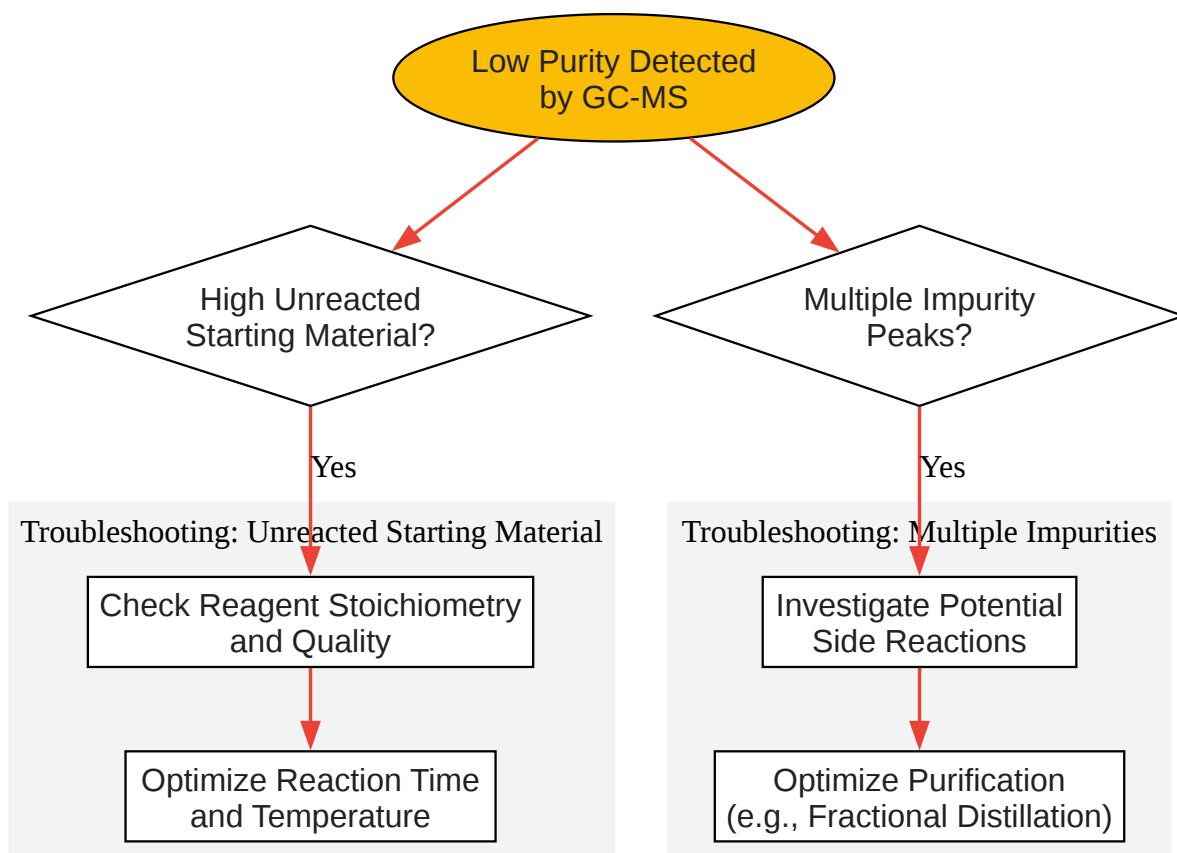 Low Purity Detected
by GC-MS
High Unreacted
Starting Material?
Multiple Impurity
Peaks?
Yes
Yes
Troubleshooting: Unreacted Starting Material
Troubleshooting: Multiple Impurities
Check Reagent Stoichiometry
and Quality
Investigate Potential
Side Reactions
Optimize Reaction Time
and Temperature
Optimize Purification
(e.g., Fractional Distillation)